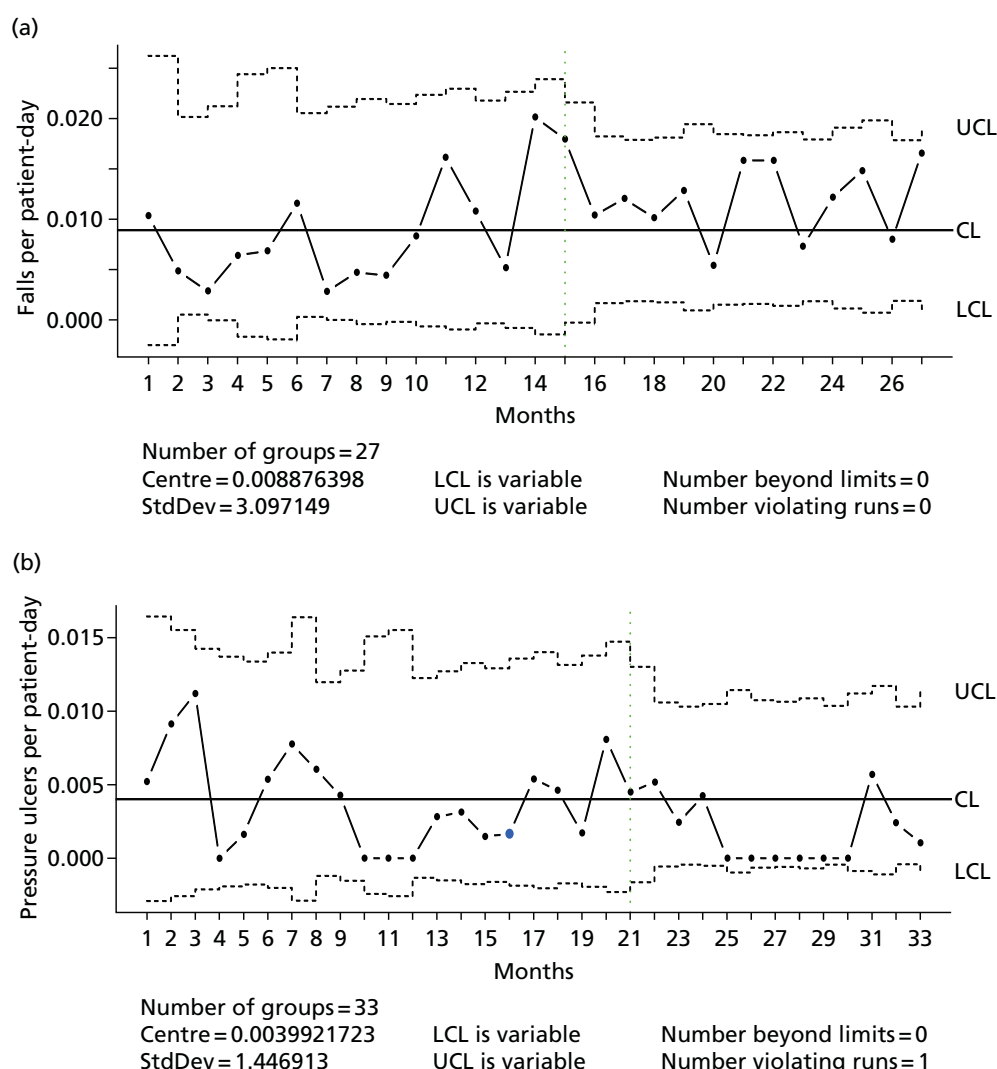 (a)
Falls per patient-day
0.020
0.010
0.000
UCL
CL
LCL
1 2 3 4 5 6 7 8 9 10 12 14 16 18 20 22 24 26
Months
Number of groups=27
Centre=0.008876398 LCL is variable Number beyond limits=0
StdDev=3.097149 UCL is variable Number violating runs=0
(b)
Pressure ulcers per patient-day
0.015
0.010
0.005
0.000
UCL
CL
LCL
1 2 3 4 5 6 7 8 9 11 13 15 17 19 21 23 25 27 29 31 33
Months
Number of groups=33
Centre=0.0039921723 LCL is variable Number beyond limits=0
StdDev=1.446913 UCL is variable Number violating runs=1